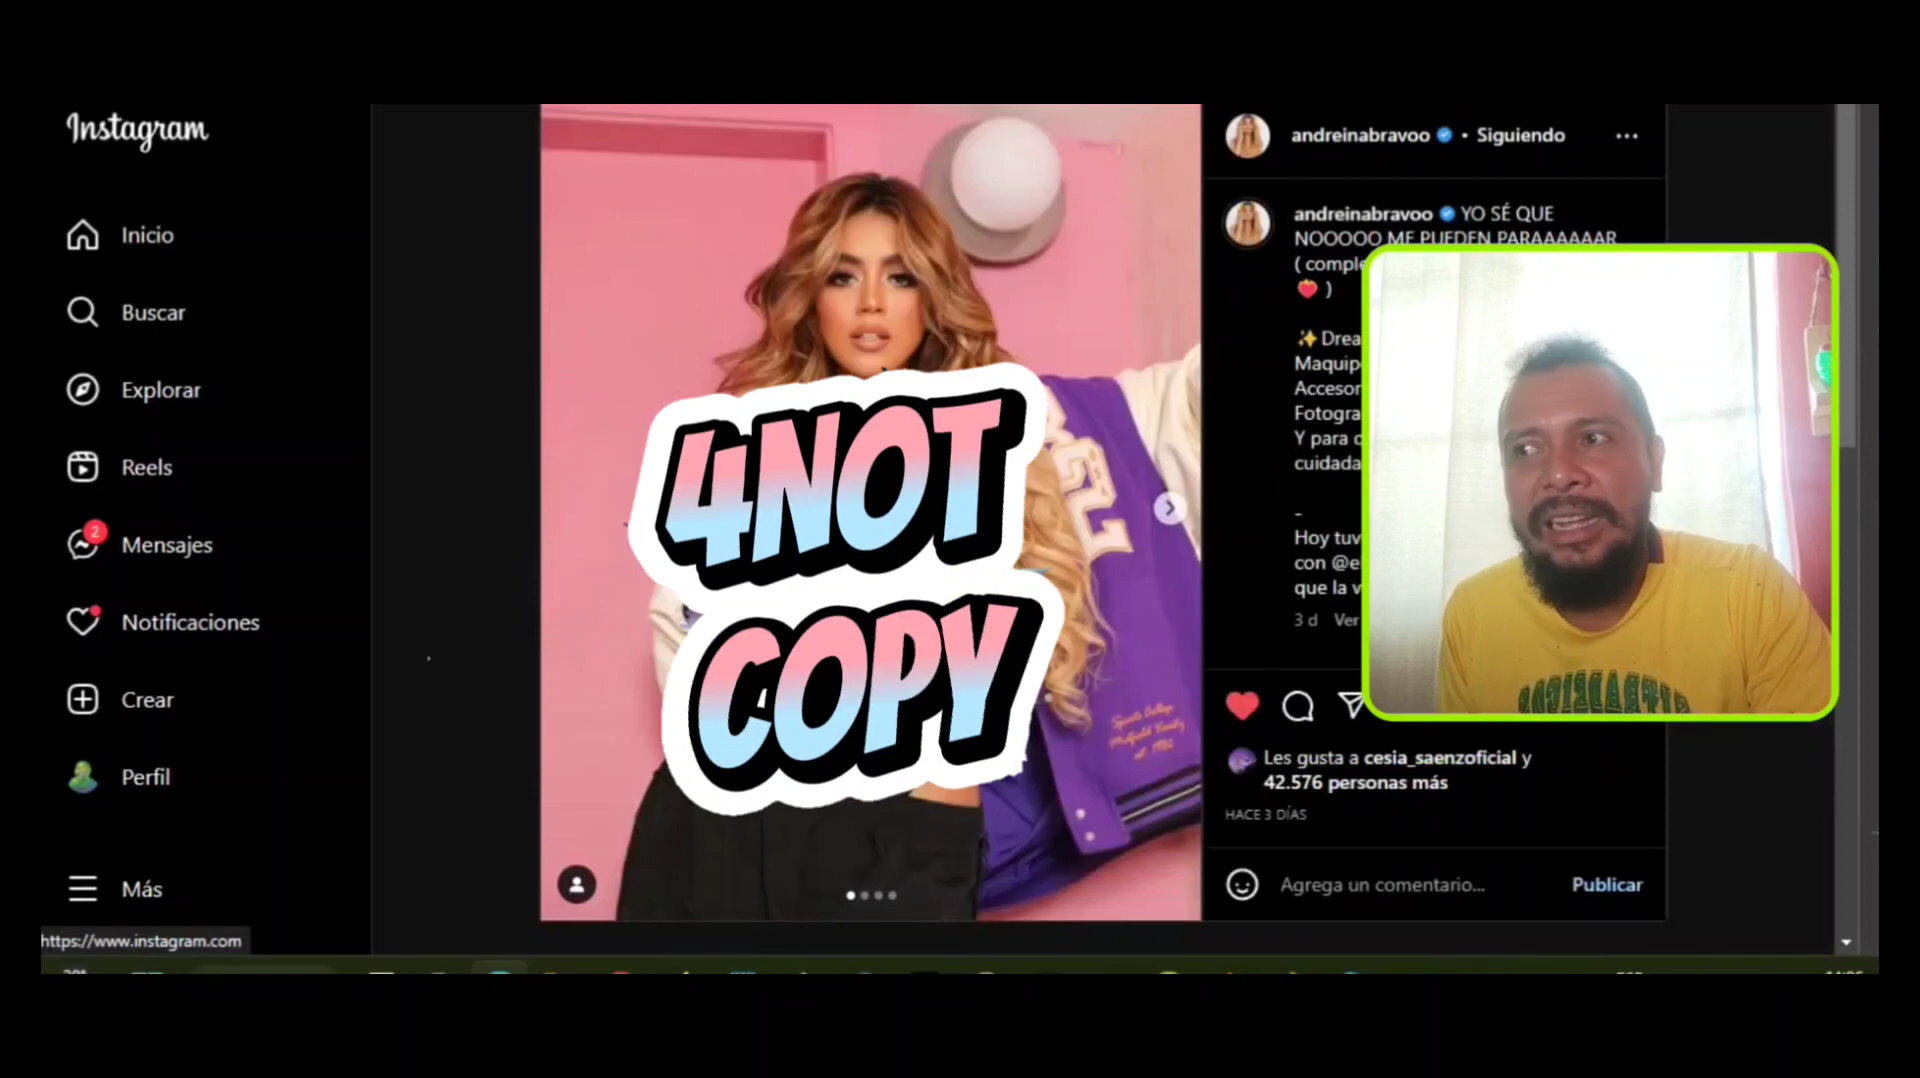 Instagram
Inicio
Buscar
Explorar
Reels
2
Mensajes
Notificaciones
Crear
Perfil
Más
https://www.instagram.com
4NOT
COPY
andreinabravoo • Siguiendo
andreinabravoo YO SÉ QUE
NOOOOO ME PUEDEN PARAAAAAAR
( comple
)
Drea
Maquip
Accesor
Fotogra
Y para c
cuidada
-
Hoy tuv
con @e
que la v
3 d Ver
Les gusta a cesia_saenzoficial y
42.576 personas más
HACE 3 DÍAS
Agrega un comentario...
Publicar